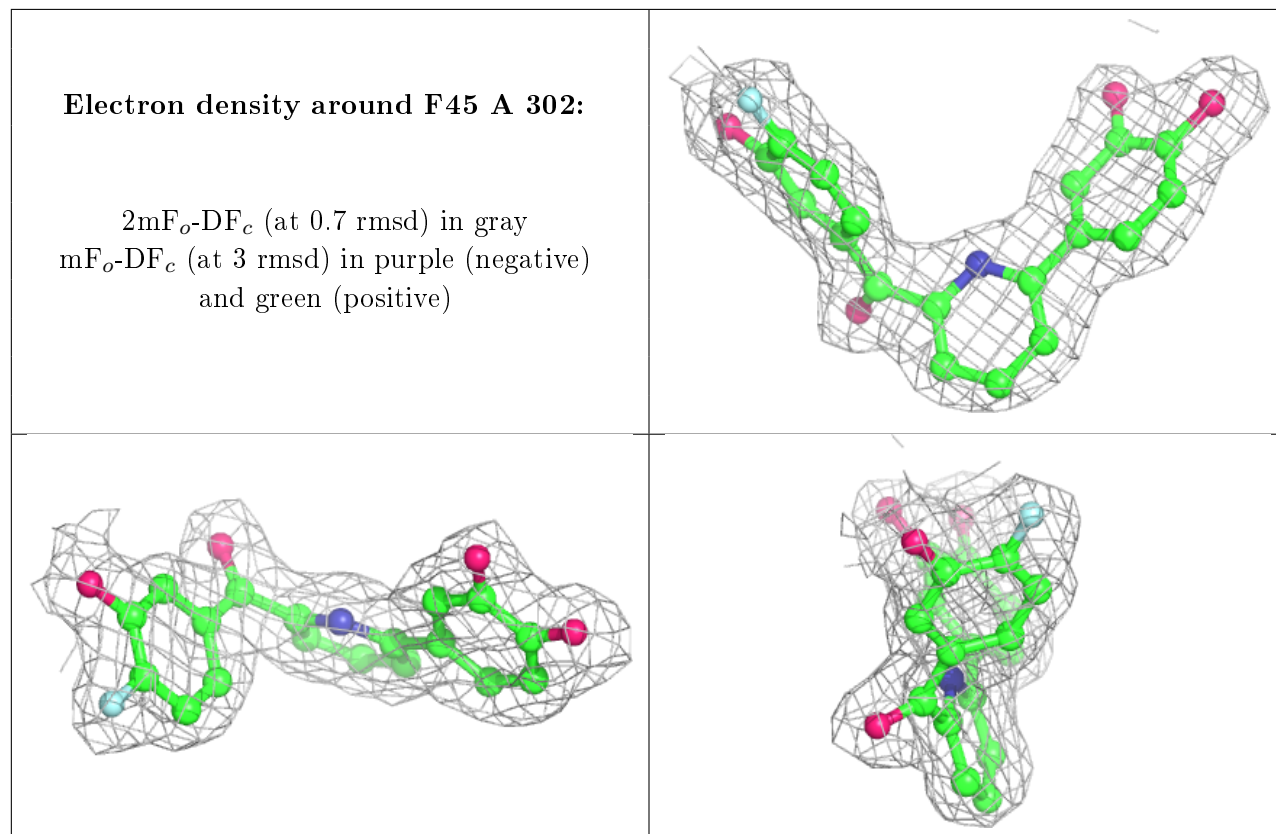 Electron density around F45 A 302:
2mFₒ-DF𝒸 (at 0.7 rmsd) in gray
mFₒ-DF𝒸 (at 3 rmsd) in purple (negative)
and green (positive)